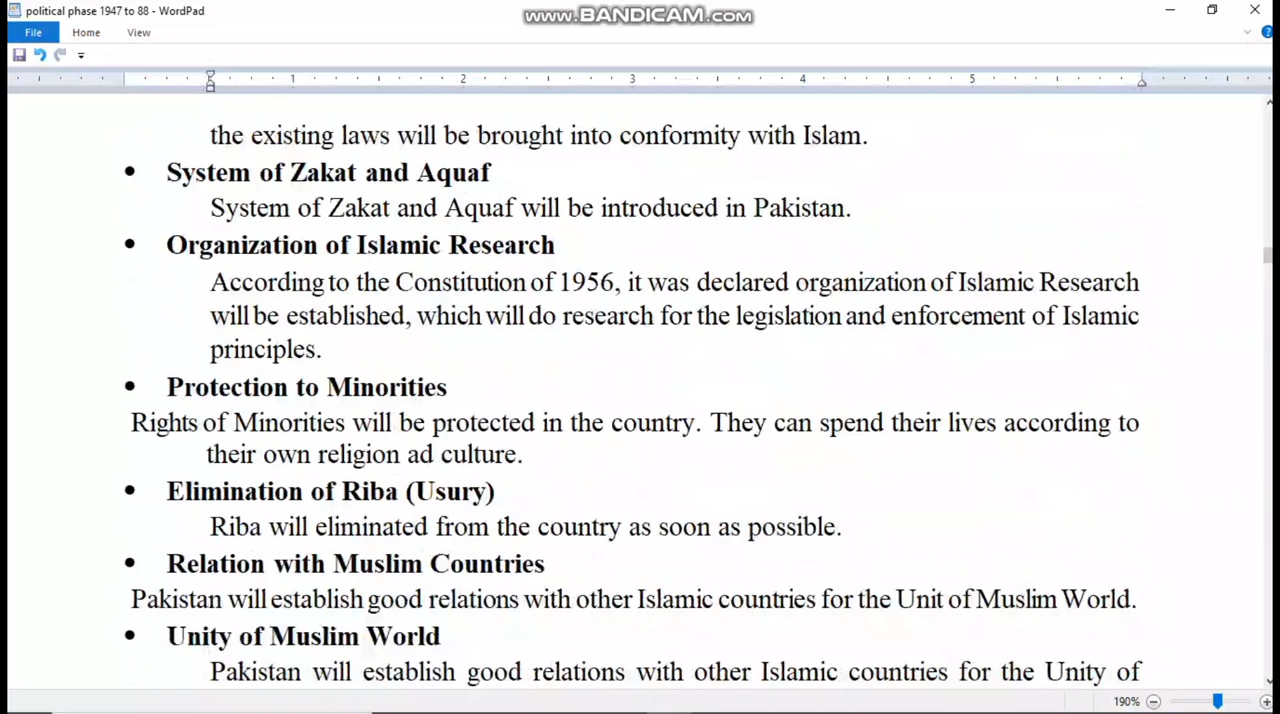 political phase 1947 to 88 - WordPad
www.BANDICAM.com
File Home View
1 2 3 4 5
the existing laws will be brought into conformity with Islam.
• System of Zakat and Aquaf
System of Zakat and Aquaf will be introduced in Pakistan.
• Organization of Islamic Research
According to the Constitution of 1956, it was declared organization of Islamic Research
will be established, which will do research for the legislation and enforcement of Islamic
principles.
• Protection to Minorities
Rights of Minorities will be protected in the country. They can spend their lives according to
their own religion ad culture.
• Elimination of Riba (Usury)
Riba will eliminated from the country as soon as possible.
• Relation with Muslim Countries
Pakistan will establish good relations with other Islamic countries for the Unit of Muslim World.
• Unity of Muslim World
Pakistan will establish good relations with other Islamic countries for the Unity of
190%